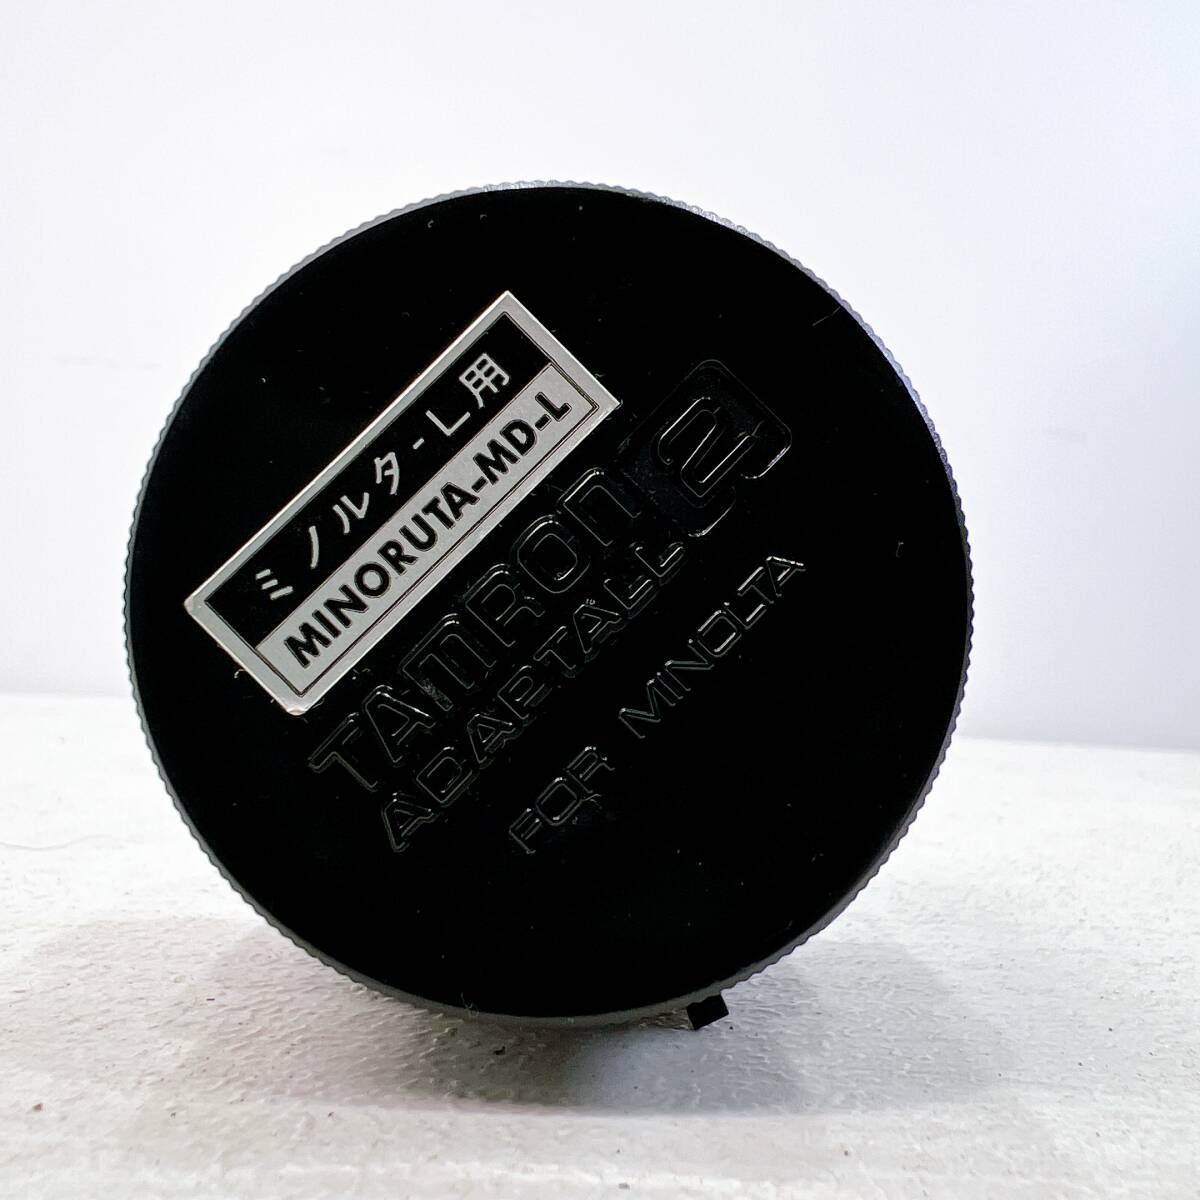 ミノルタ-L用
MINORUTA-MD-L
TAMRON 2
ADAPTALL
FOR MINOLTA